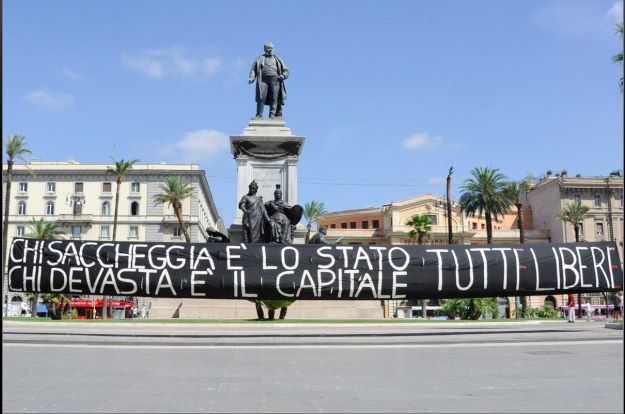 CHI SACCHEGGIA E' LO STATO
CHI DEVASTA E' IL CAPITALE
TUTTI LIBERI